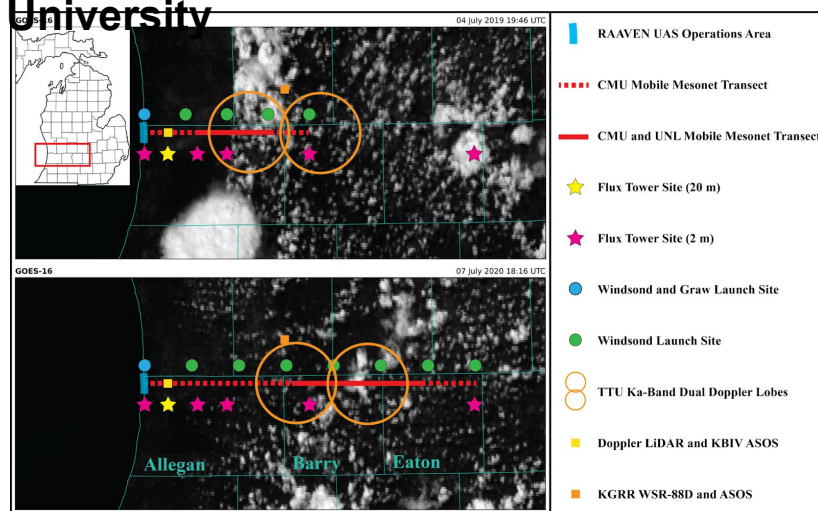 University
GOES-16
04 July 2019 19:46 UTC
GOES-16
07 July 2020 18:16 UTC
Allegan
Barry
Eaton
RAAVEN UAS Operations Area
CMU Mobile Mesonet Transect
CMU and UNL Mobile Mesonet Transect
Flux Tower Site (20 m)
Flux Tower Site (2 m)
Windsond and Graw Launch Site
Windsond Launch Site
TTU Ka-Band Dual Doppler Lobes
Doppler LiDAR and KBIV ASOS
KGRR WSR-88D and ASOS